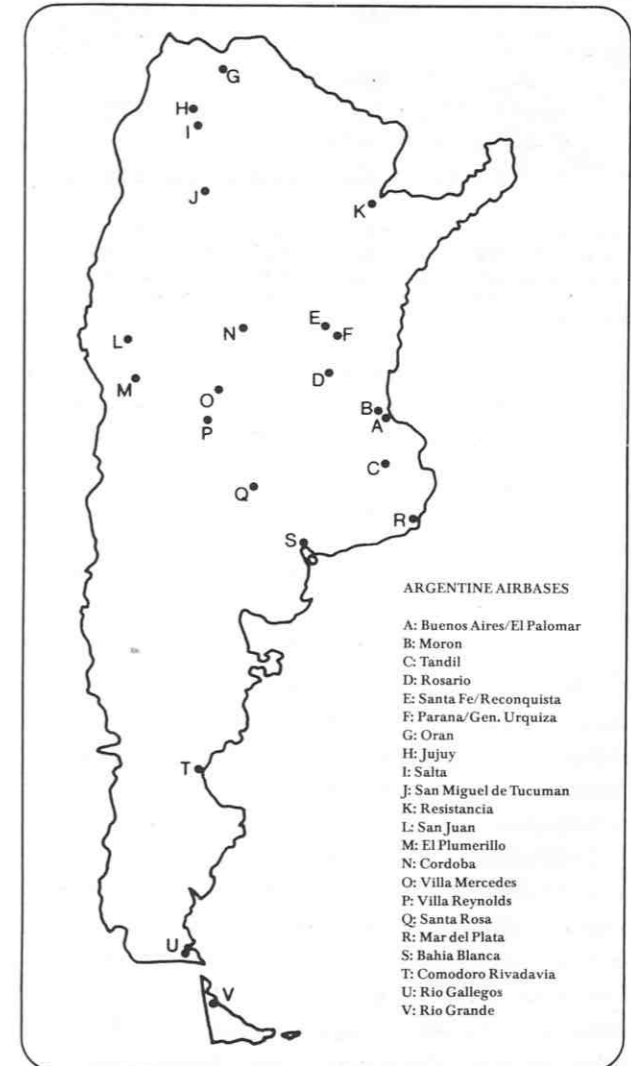 G
H
I
J
K
E
F
N
L
D
M
O
B
A
P
C
Q
R
S
ARGENTINE AIRBASES
A: Buenos Aires/El Palomar
B: Moron
C: Tandil
D: Rosario
E: Santa Fe/Reconquista
F: Parana/Gen. Urquiza
G: Oran
H: Jujuy
I: Salta
J: San Miguel de Tucuman
K: Resistancia
L: San Juan
M: El Plumerillo
N: Cordoba
O: Villa Mercedes
P: Villa Reynolds
Q: Santa Rosa
R: Mar del Plata
S: Bahia Blanca
T: Comodoro Rivadavia
U: Rio Gallegos
V: Rio Grande
T
U
V